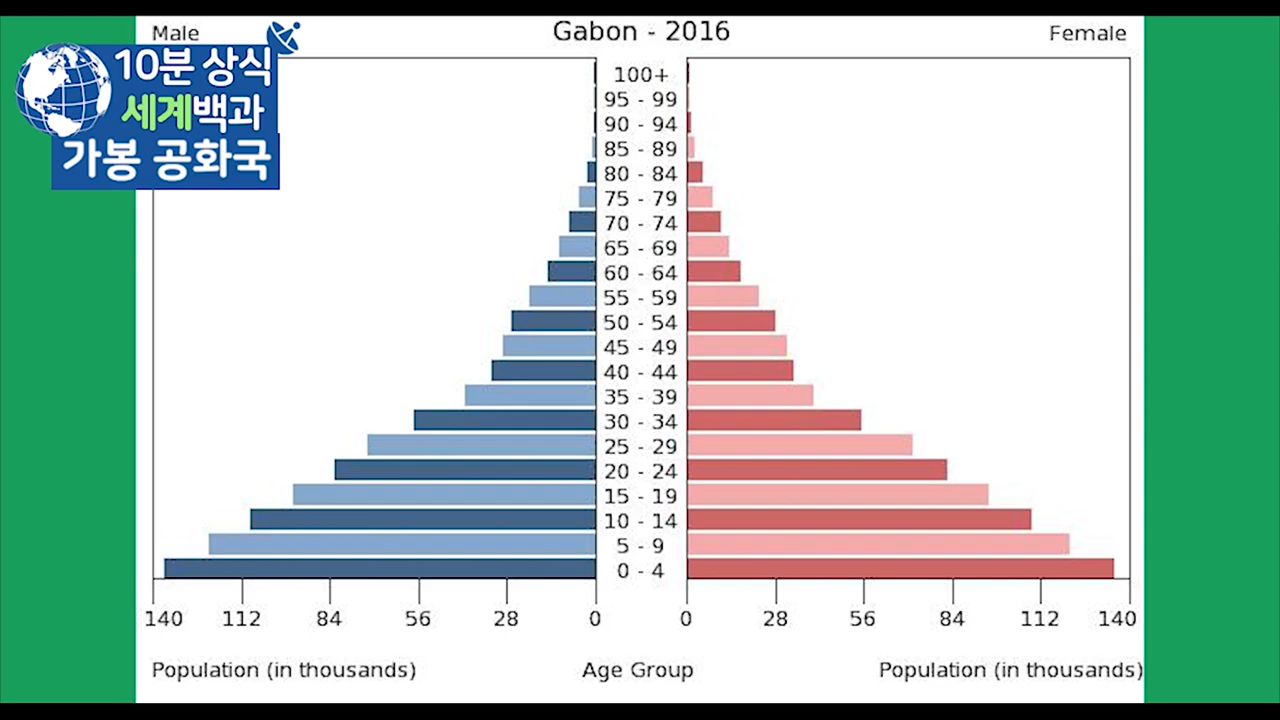 Male
Gabon - 2016
Female
10분 상식
세계백과
가봉 공화국
100+
95 - 99
90 - 94
85 - 89
80 - 84
75 - 79
70 - 74
65 - 69
60 - 64
55 - 59
50 - 54
45 - 49
40 - 44
35 - 39
30 - 34
25 - 29
20 - 24
15 - 19
10 - 14
5 - 9
0 - 4
140 112 84 56 28 0 0 28 56 84 112 140
Population (in thousands) Age Group Population (in thousands)